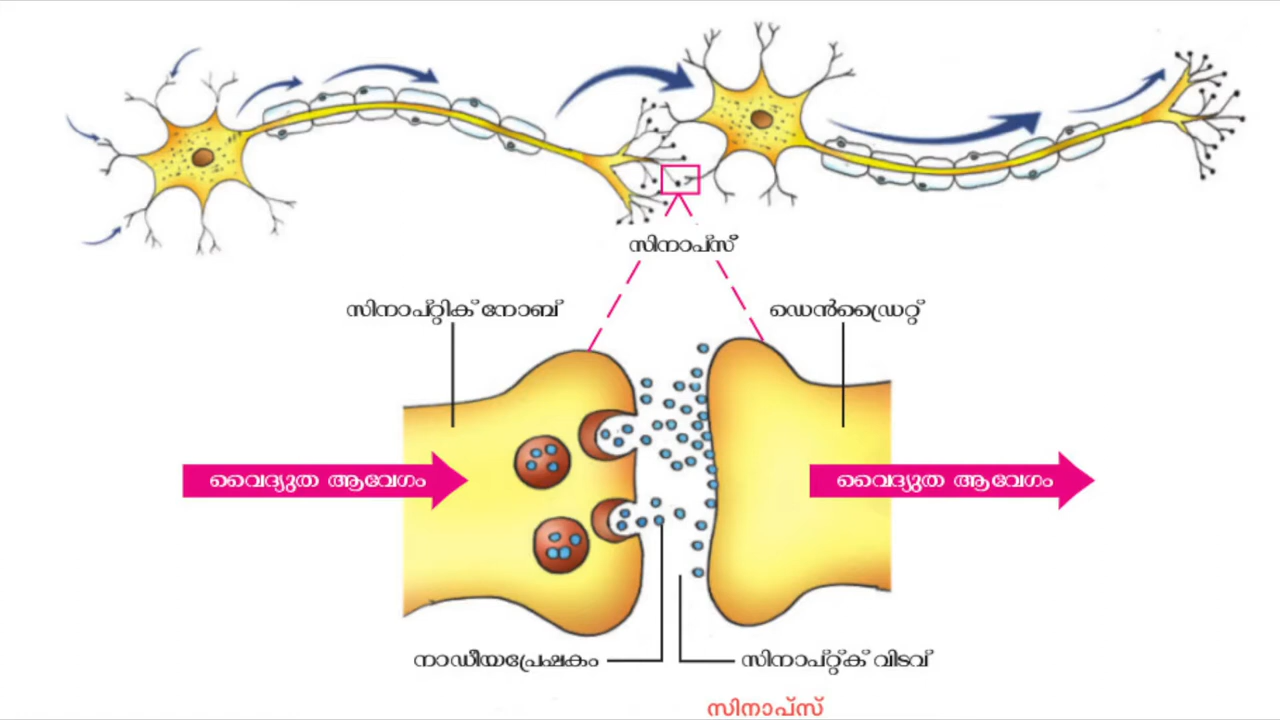 സിനാപ്സ്
സിനാപ്റ്റിക് നോബ്
ഡെൻഡ്രൈറ്റ്
വൈദ്യുത ആവേഗം
വൈദ്യുത ആവേഗം
നാഡീയപ്രേഷകം
സിനാപ്റ്റ്ക് വിടവ്
സിനാപ്സ്